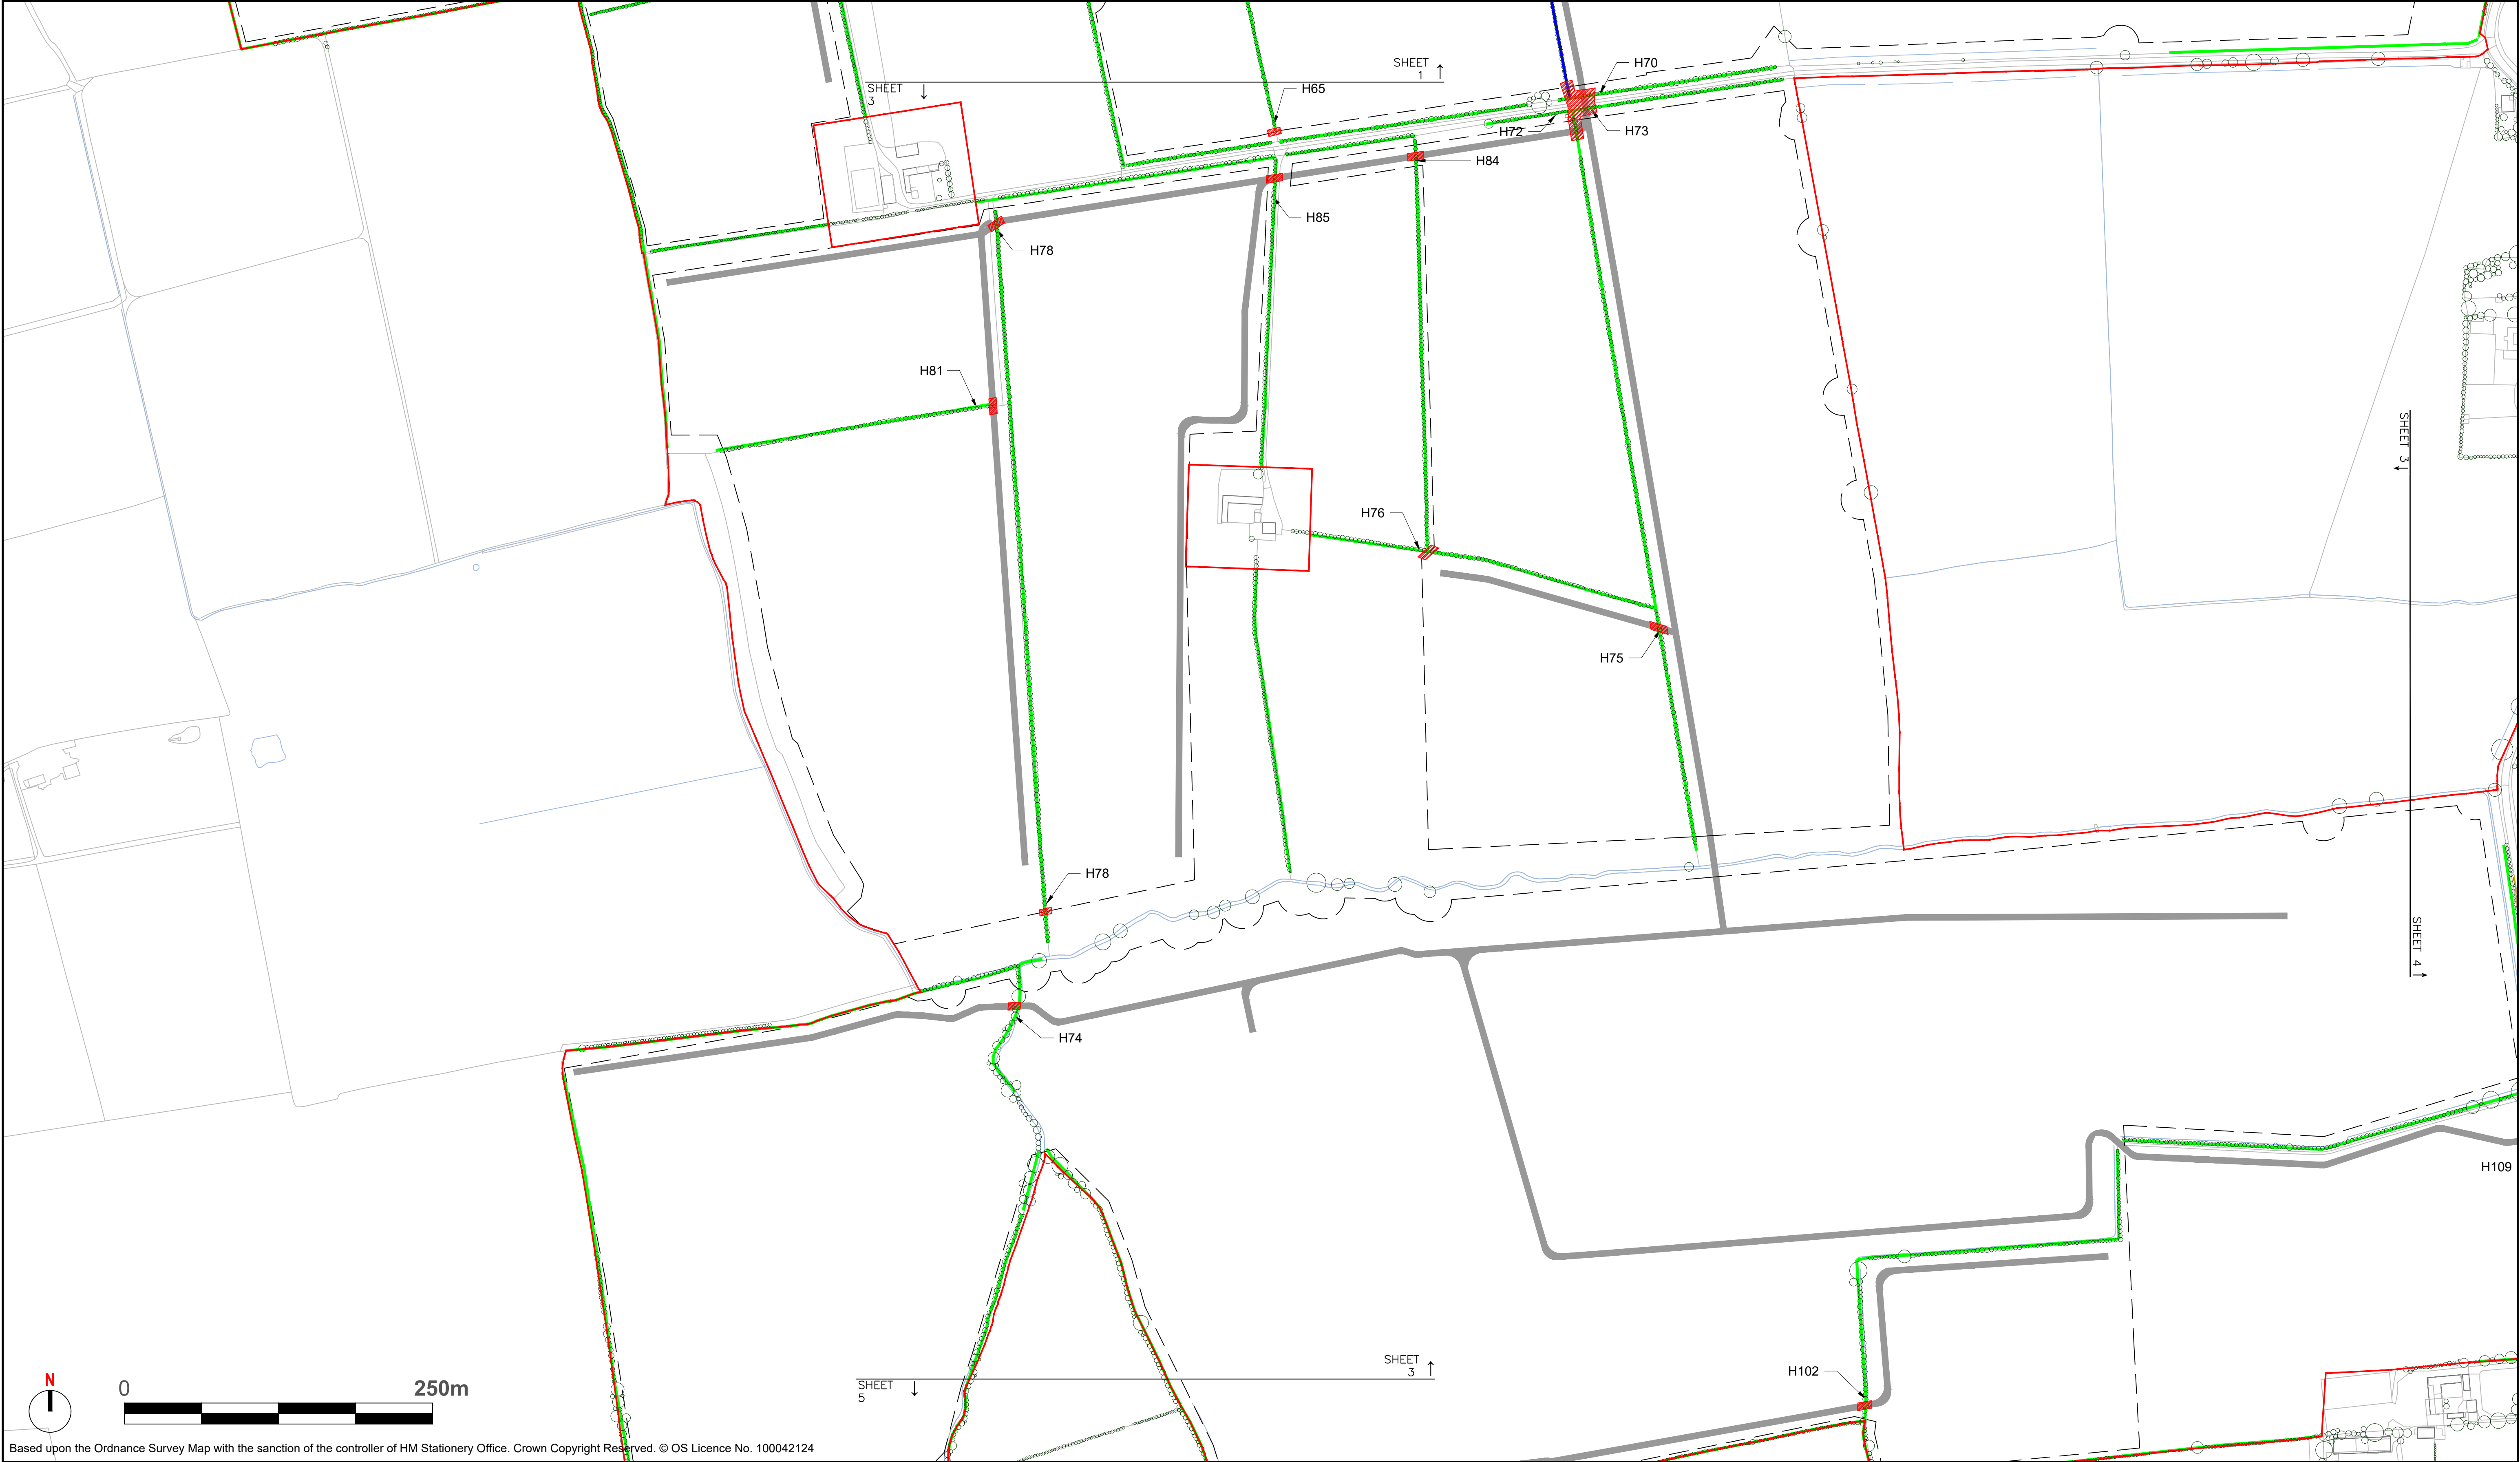 SHEET
1
SHEET
3
H65
H70
H72
H73
H84
H85
H78
H81
SHEET 3
H76
H75
H78
SHEET 4
H74
H109
SHEET
3
SHEET
5
H102
N
0
250m
Based upon the Ordnance Survey Map with the sanction of the controller of HM Stationery Office. Crown Copyright Reserved. © OS Licence No. 100042124